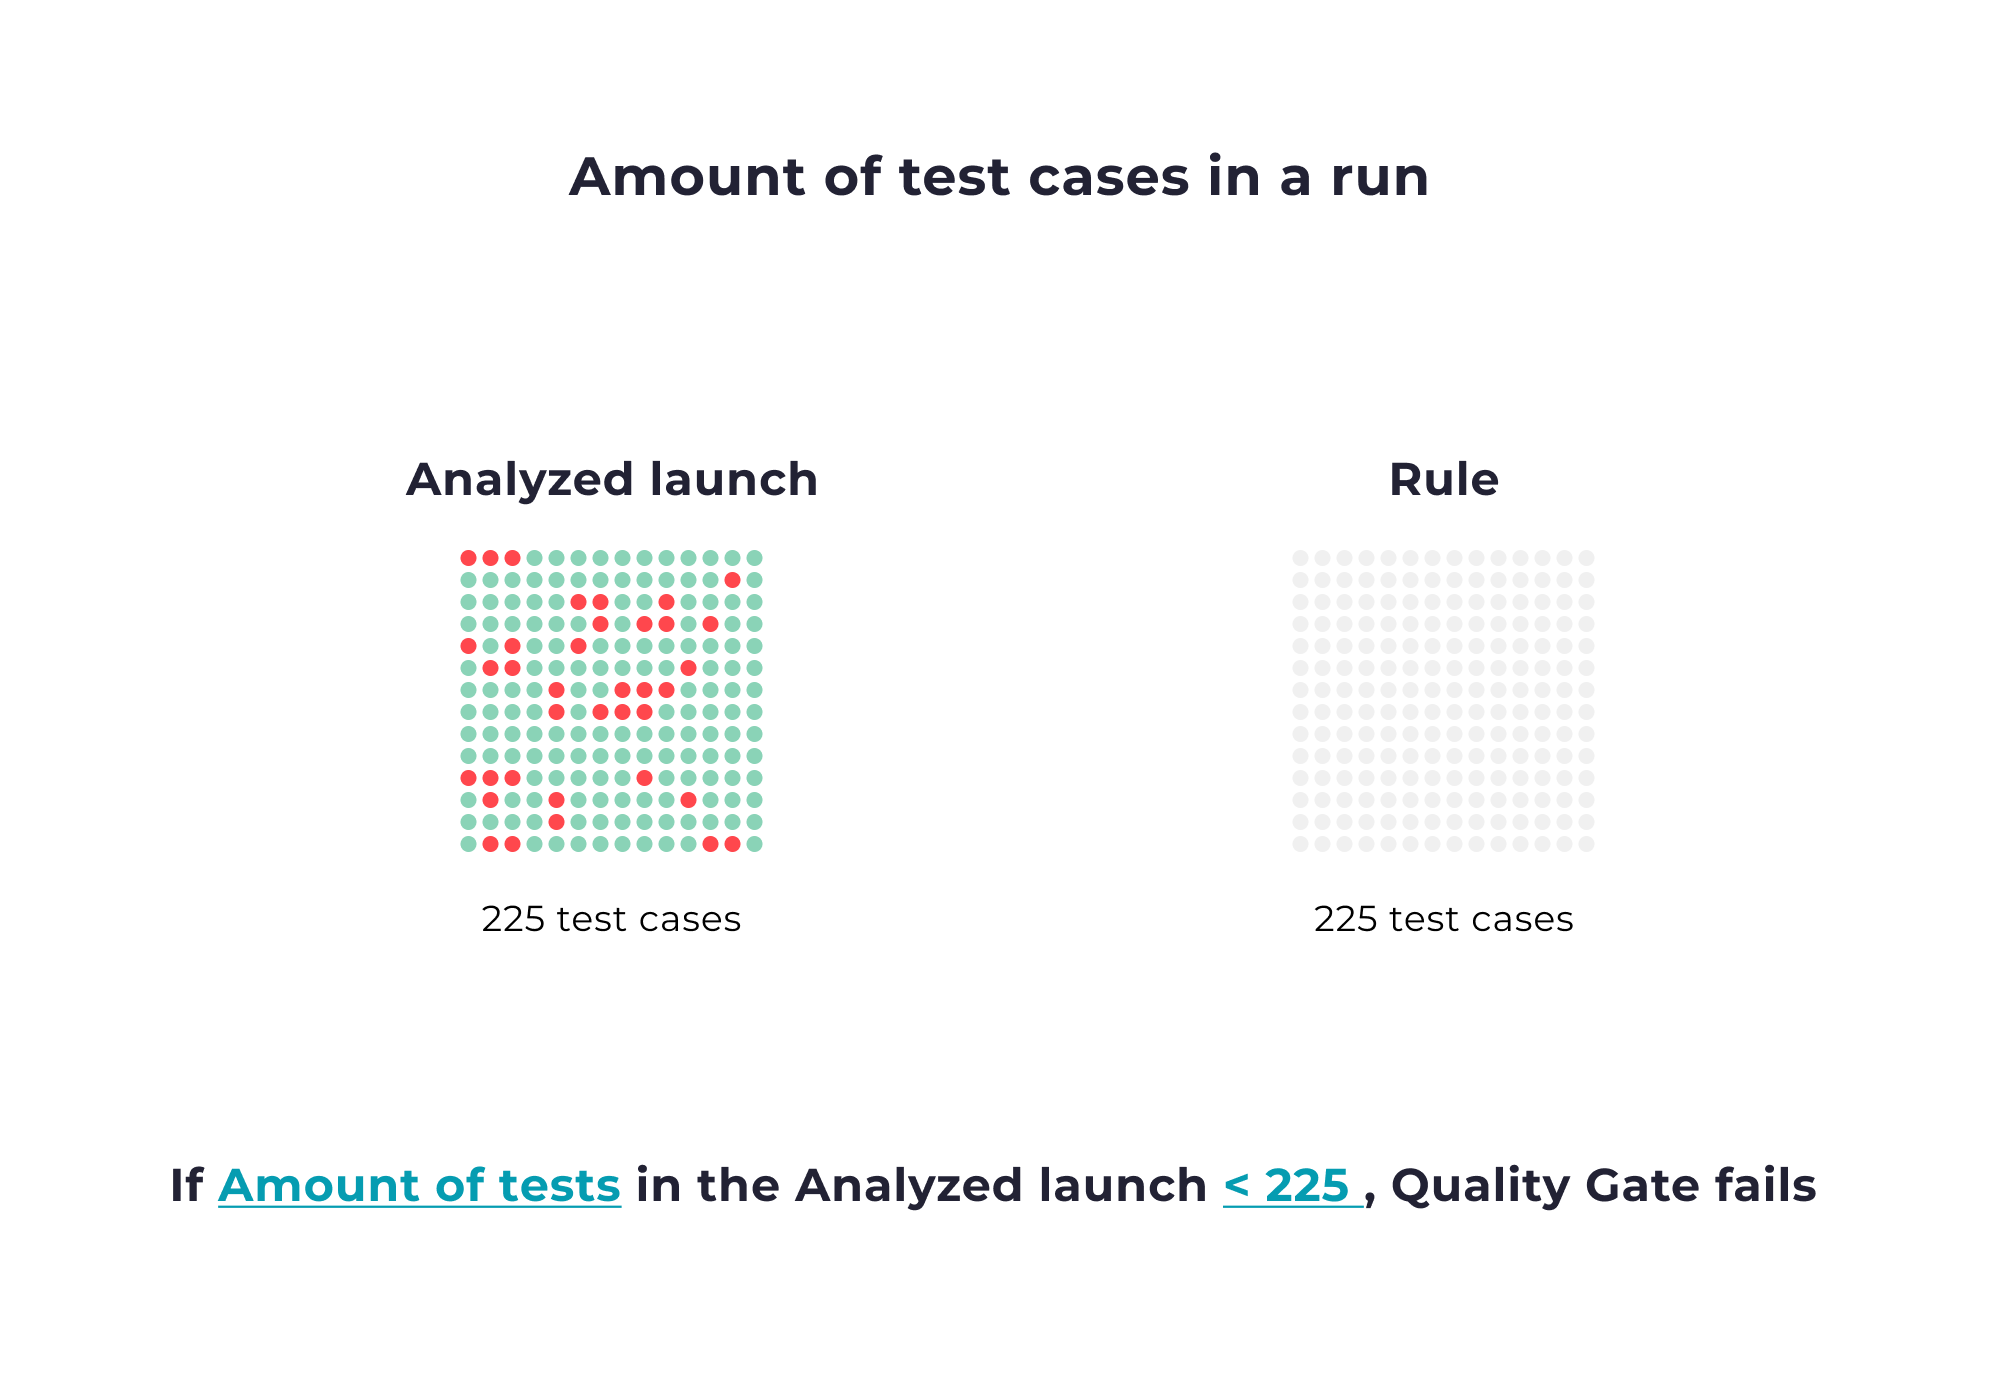 Amount of test cases in a run
Analyzed launch
Rule
225 test cases
225 test cases
If Amount of tests in the Analyzed launch < 225 , Quality Gate fails